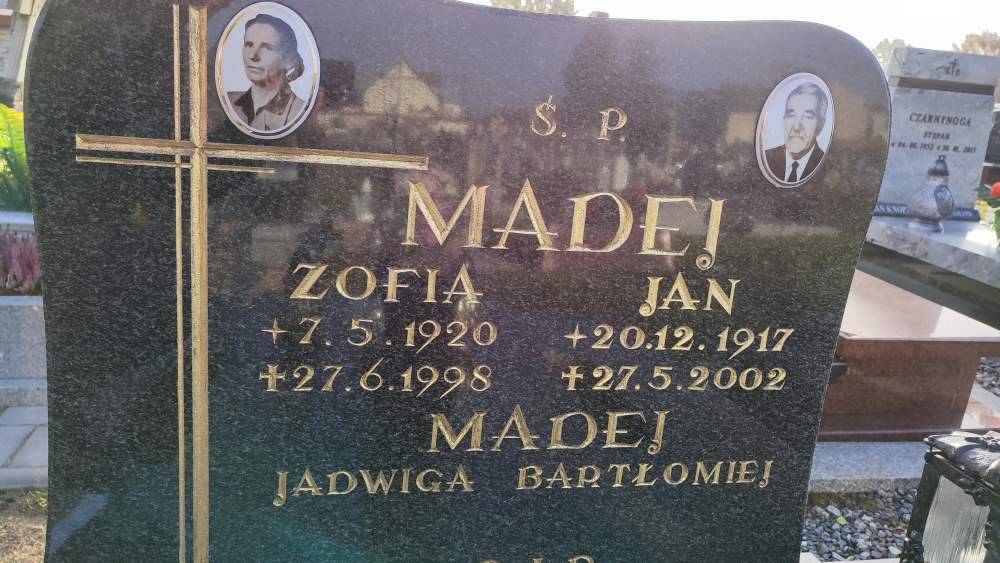 Ś. P.
MADEJ
ZOFIA JAN
+7.5.1920 +20.12.1917
✝27.6.1998 ✝27.5.2002
MADEJ
JADWIGA BARTŁOMIEJ
CZARNYNOGA
STEFAN